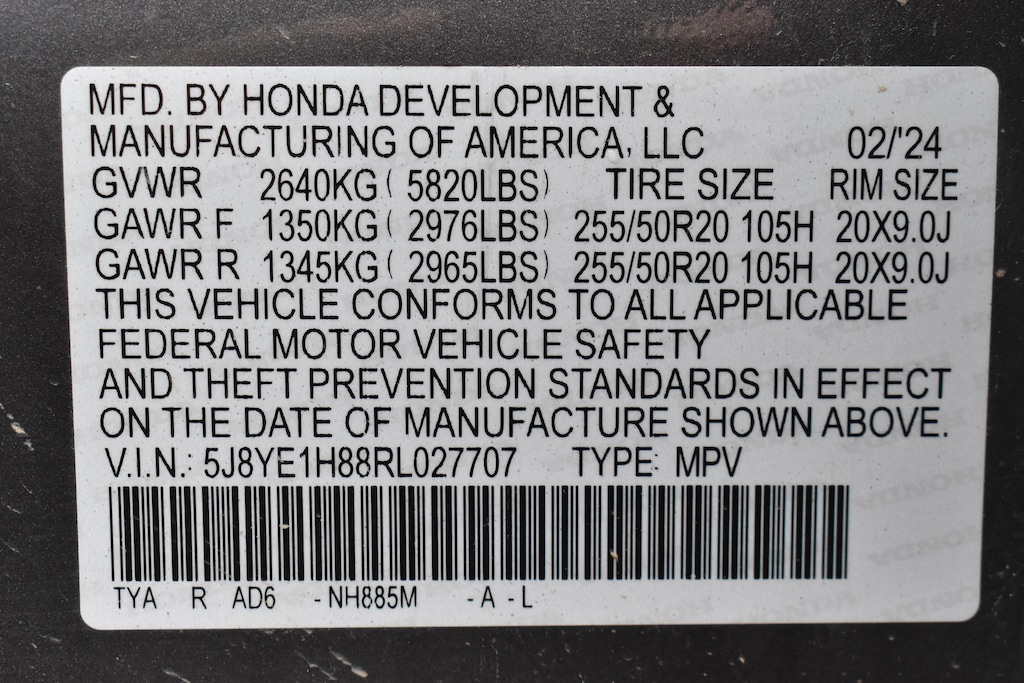 MFD. BY HONDA DEVELOPMENT &
MANUFACTURING OF AMERICA, LLC 02/'24
GVWR 2640KG ( 5820LBS) TIRE SIZE RIM SIZE
GAWR F 1350KG ( 2976LBS) 255/50R20 105H 20X9.0J
GAWR R 1345KG ( 2965LBS) 255/50R20 105H 20X9.0J
THIS VEHICLE CONFORMS TO ALL APPLICABLE
FEDERAL MOTOR VEHICLE SAFETY
AND THEFT PREVENTION STANDARDS IN EFFECT
ON THE DATE OF MANUFACTURE SHOWN ABOVE.
V.I.N.: 5J8YE1H88RL027707 TYPE: MPV
TYA R AD6 -NH885M -A -L